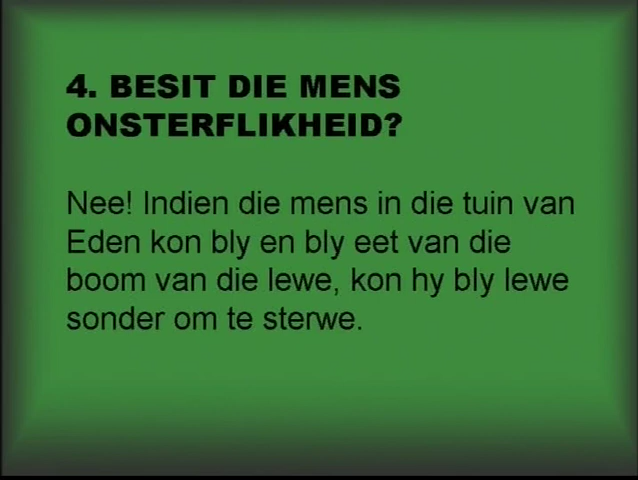 4. BESIT DIE MENS
ONSTERFLIKHEID?
Nee! Indien die mens in die tuin van
Eden kon bly en bly eet van die
boom van die lewe, kon hy bly lewe
sonder om te sterwe.